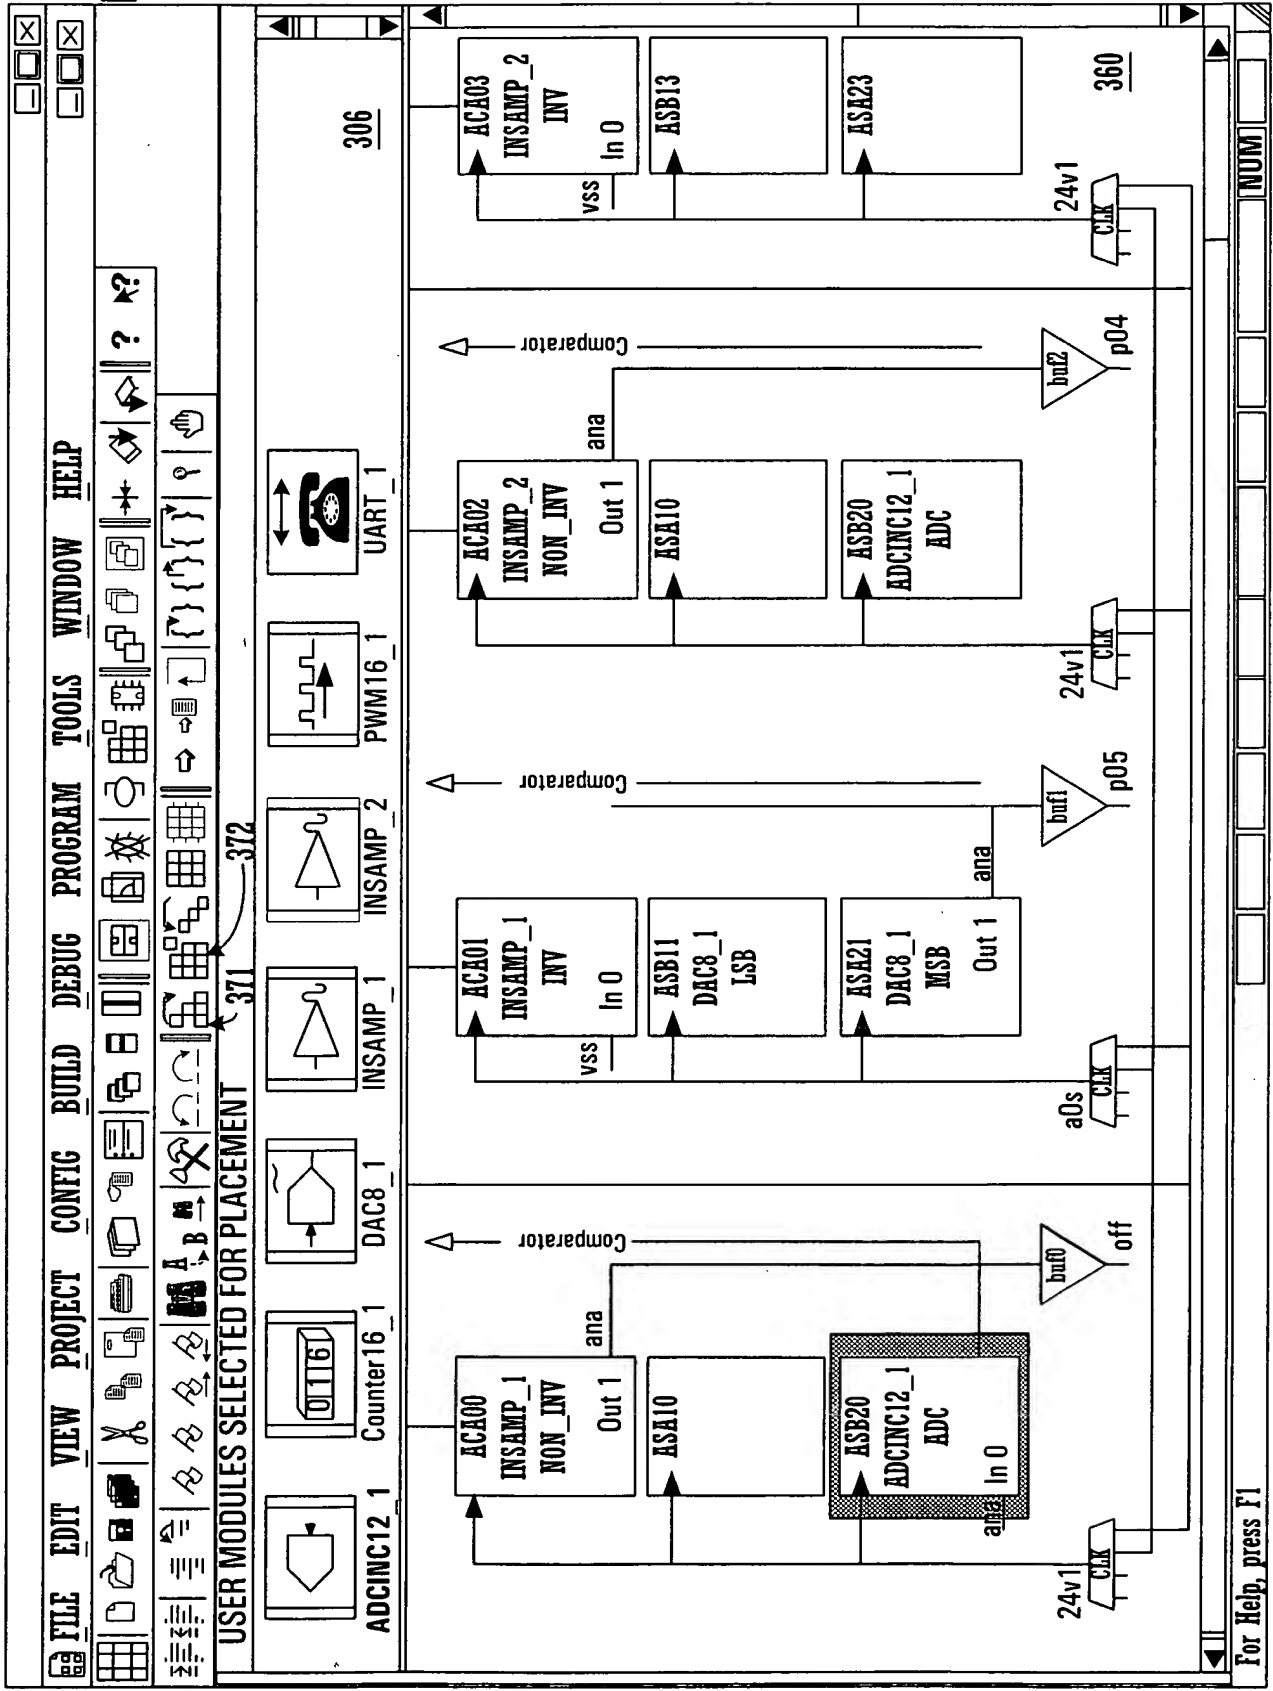 FILE EDIT VIEW PROJECT CONFIG BUILD DEBUG PROGRAM TOOLS WINDOW HELP
? ?
A B
371
372
USER MODULES SELECTED FOR PLACEMENT
306
016
ADCINC12_1
Counter16_1
DAC8_1
INSAMP_1
INSAMP_2
PWM16_1
UART_1
ACA00
INSAMP_1
NON_INV
Out 1
ana
Comparator
ASA10
ASB20
ADCINC12_1
ADC
In 0
ana
buf0
off
24v1
CLK
ACA01
INSAMP_1
INV
In 0
vss
Comparator
ASB11
DAC8_1
LSB
ASA21
DAC8_1
MSB
Out 1
ana
buf1
p05
a0s
CLK
ACA02
INSAMP_2
NON_INV
Out 1
ana
Comparator
ASA10
ASB20
ADCINC12_1
ADC
buf2
p04
24v1
CLK
ACA03
INSAMP_2
INV
In 0
vss
ASB13
ASA23
24v1
CLK
360
For Help, press F1
NUM